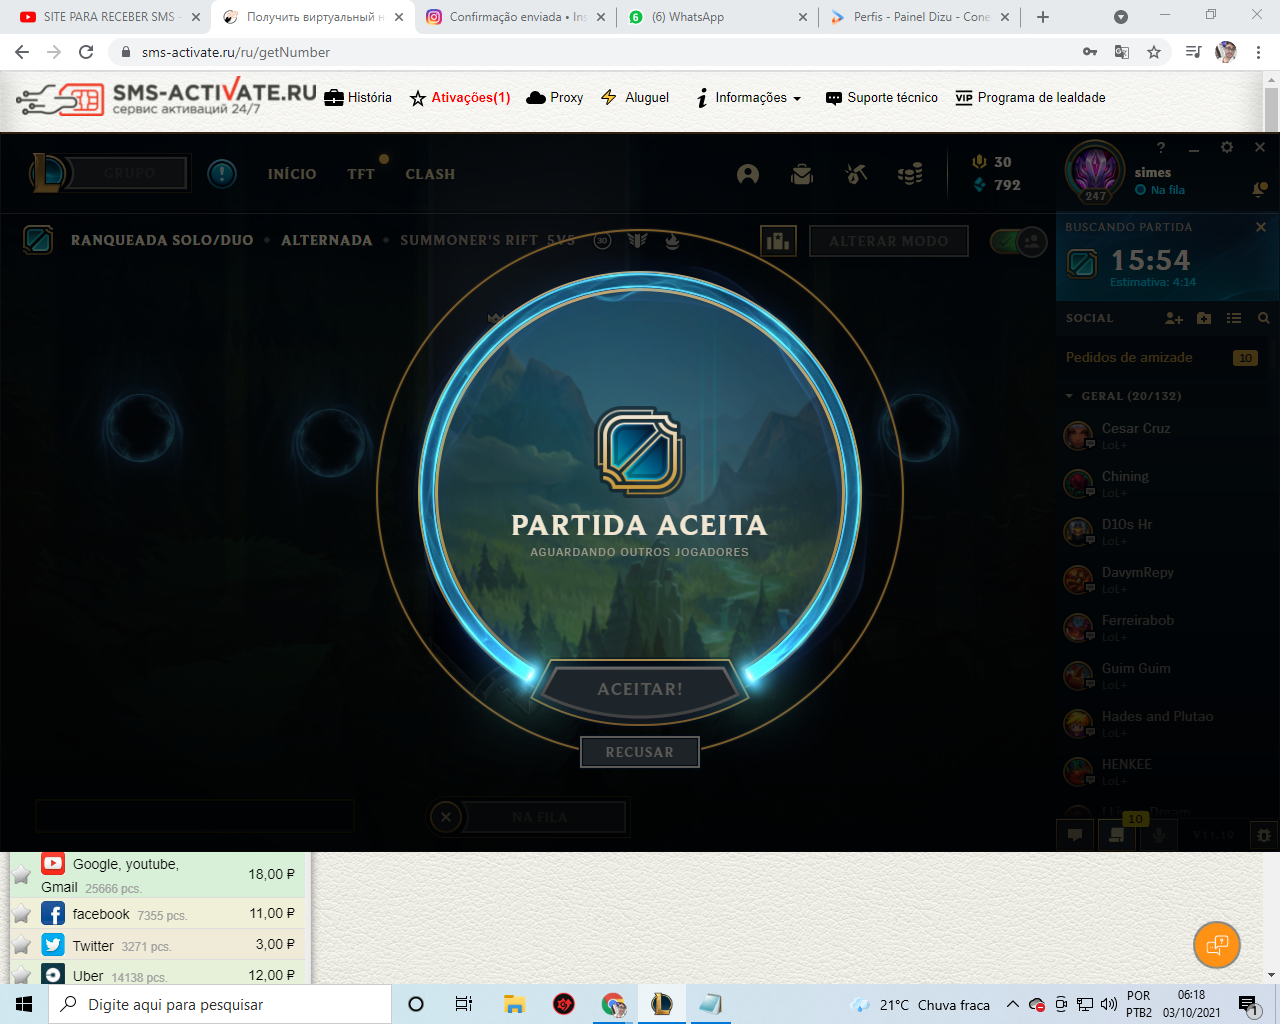 SITE PARA RECEBER SMS -
Получить виртуальный н
Confirmação enviada • Ins
(6) WhatsApp
Perfis - Painel Dizu - Cone
sms-activate.ru/ru/getNumber
SMS-ACTIVATE.RU
сервис активаций 24/7
História
Ativações(1)
Proxy
Aluguel
Informações
Suporte técnico
VIP
Programa de lealdade
GRUPO
INÍCIO
TFT
CLASH
30
792
247
simes
Na fila
RANQUEADA SOLO/DUO • ALTERNADA • SUMMONER'S RIFT 5V5
30
ALTERAR MODO
BUSCANDO PARTIDA
15:54
Estimativa: 4:14
SOCIAL
Pedidos de amizade
10
GERAL (20/132)
Cesar Cruz
LoL+
Chining
LoL+
D10s Hr
LoL+
DavymRepy
LoL+
Ferreirabob
LoL+
Guim Guim
LoL+
Hades and Plutao
LoL+
HENKEE
LoL+
PARTIDA ACEITA
AGUARDANDO OUTROS JOGADORES
ACEITAR!
RECUSAR
NA FILA
10
V11.19
Google, youtube,
Gmail 25666 pcs.
18,00 ₽
facebook 7355 pcs.
11,00 ₽
Twitter 3271 pcs.
3,00 ₽
Uber 14138 pcs.
12,00 ₽
Digite aqui para pesquisar
21°C Chuva fraca
POR
PTB2
06:18
03/10/2021
1